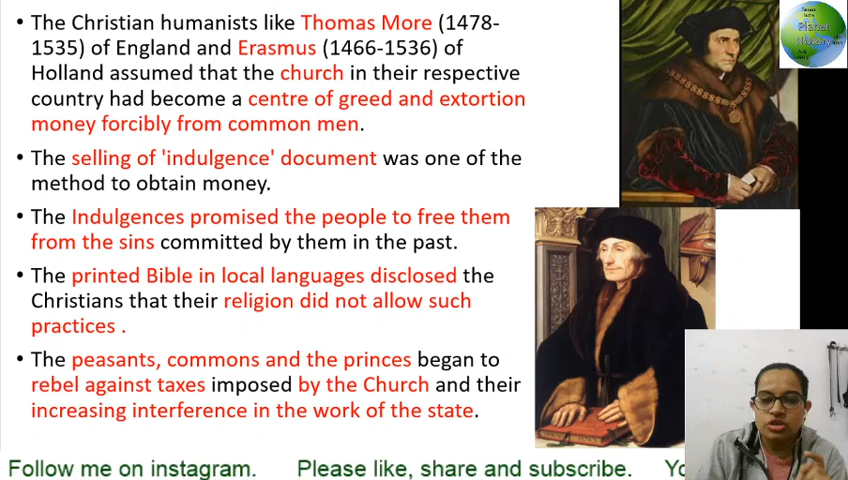 • The Christian humanists like Thomas More (1478-
1535) of England and Erasmus (1466-1536) of
Holland assumed that the church in their respective
country had become a centre of greed and extortion
money forcibly from common men.
• The selling of 'indulgence' document was one of the
method to obtain money.
• The Indulgences promised the people to free them
from the sins committed by them in the past.
• The printed Bible in local languages disclosed the
Christians that their religion did not allow such
practices .
• The peasants, commons and the princes began to
rebel against taxes imposed by the Church and their
increasing interference in the work of the state.
Planet
History
Follow me on instagram. Please like, share and subscribe. Yo